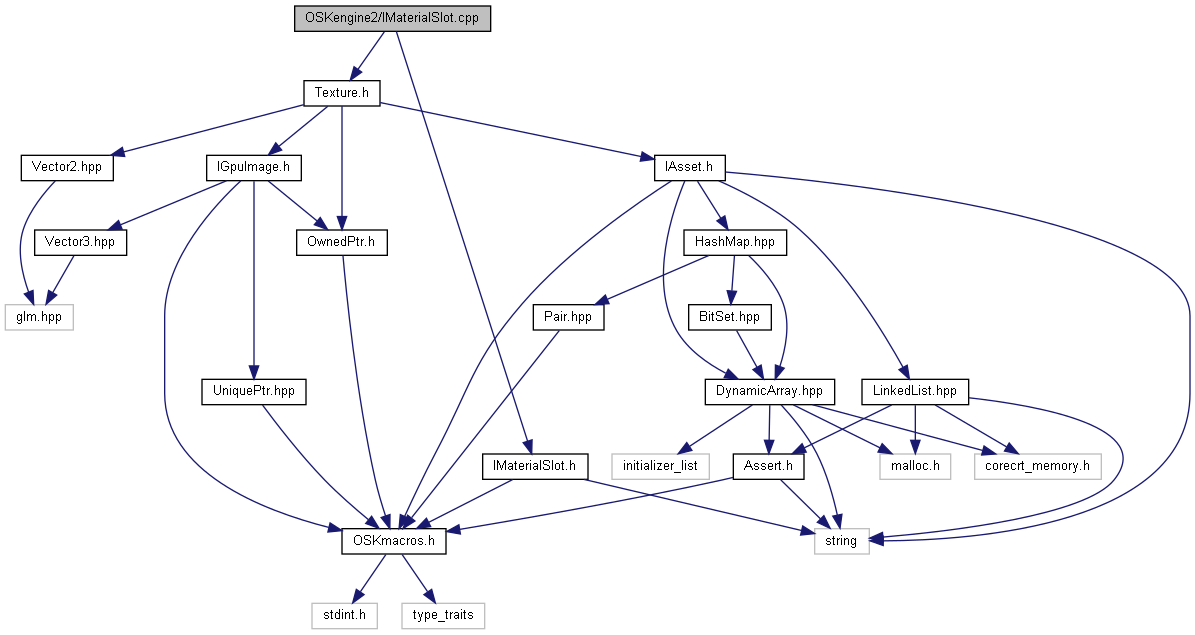 OSKengine2/IMaterialSlot.cpp
Texture.h
Vector2.hpp
IGpuImage.h
IAsset.h
Vector3.hpp
OwnedPtr.h
HashMap.hpp
glm.hpp
Pair.hpp
BitSet.hpp
UniquePtr.hpp
DynamicArray.hpp
LinkedList.hpp
IMaterialSlot.h
initializer_list
Assert.h
malloc.h
corecrt_memory.h
OSKmacros.h
string
stdint.h
type_traits